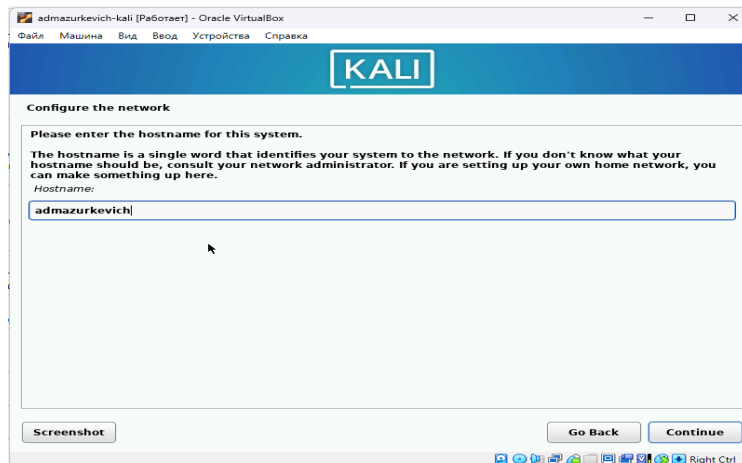 admazurkevich-kali [Работает] - Oracle VirtualBox
Файл Машина Вид Ввод Устройства Справка
KALI
Configure the network
Please enter the hostname for this system.
The hostname is a single word that identifies your system to the network. If you don't know what your
hostname should be, consult your network administrator. If you are setting up your own home network, you
can make something up here.
Hostname:
admazurkevich
Screenshot Go Back Continue
Right Ctrl